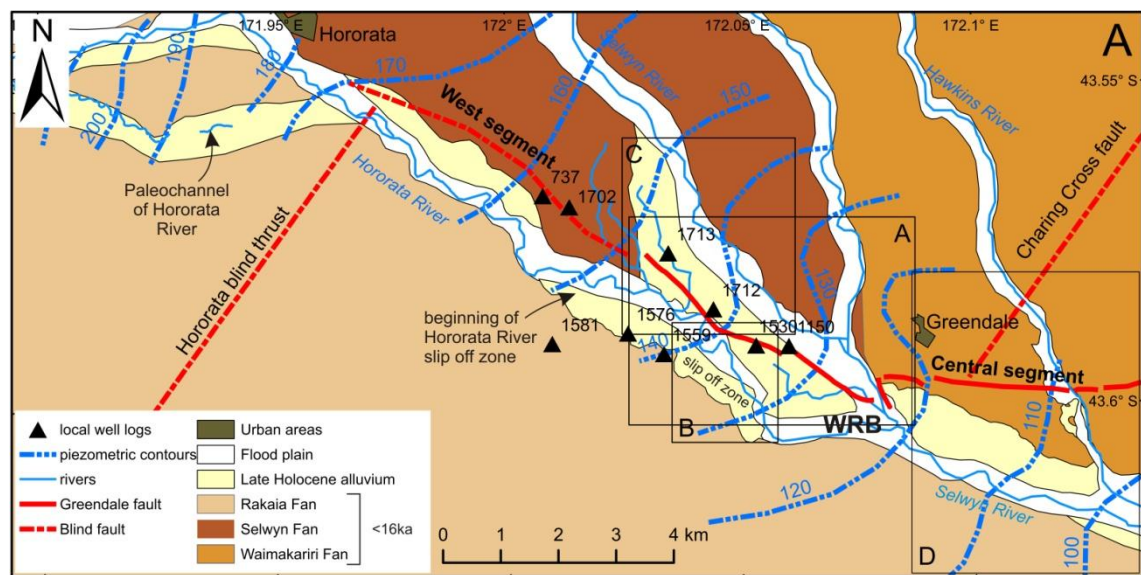 171.95° E
172°
172.05°
172.1°
A
N
Hororata
43.55° S
190
180
170
160
150
200
Selwyn River
Hawkins River
West segment
C
737
1702
Paleochannel
of Hororata
River
Hororata River
Hororata blind thrust
Charing Cross fault
1713
A
130
1712
beginning of
Hororata River
slip off zone
1581
1576
140
1559
15301150
Greendale
slip off zone
Central segment
43.6° S
B
WRB
110
120
Selwyn River
100
D
local well logs
piezometric contours
rivers
Greendale fault
Blind fault
Urban areas
Flood plain
Late Holocene alluvium
Rakaia Fan
Selwyn Fan
Waimakariri Fan
<16ka
0 1 2 3 4 km